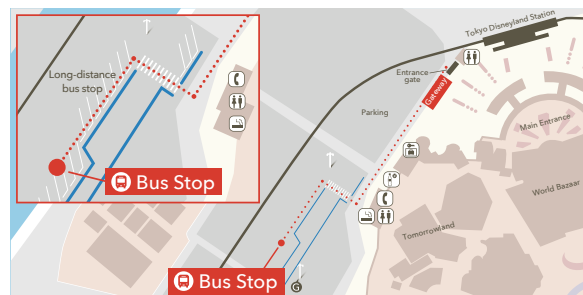 Long-distance
bus stop
Bus Stop
Tokyo Disneyland Station
Entrance
gate
Gateway
Parking
Main Entrance
World Bazaar
Tomorrowland
Bus Stop
G